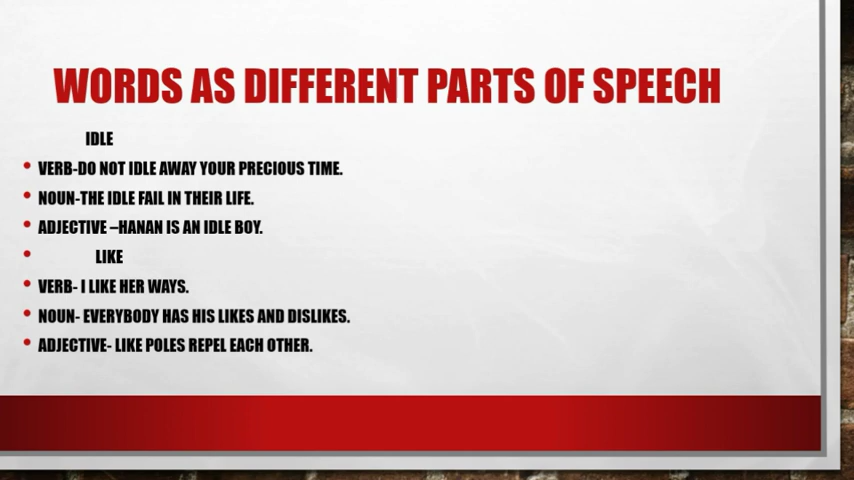 WORDS AS DIFFERENT PARTS OF SPEECH
IDLE
• VERB-DO NOT IDLE AWAY YOUR PRECIOUS TIME.
• NOUN-THE IDLE FAIL IN THEIR LIFE.
• ADJECTIVE –HANAN IS AN IDLE BOY.
• LIKE
• VERB- I LIKE HER WAYS.
• NOUN- EVERYBODY HAS HIS LIKES AND DISLIKES.
• ADJECTIVE- LIKE POLES REPEL EACH OTHER.